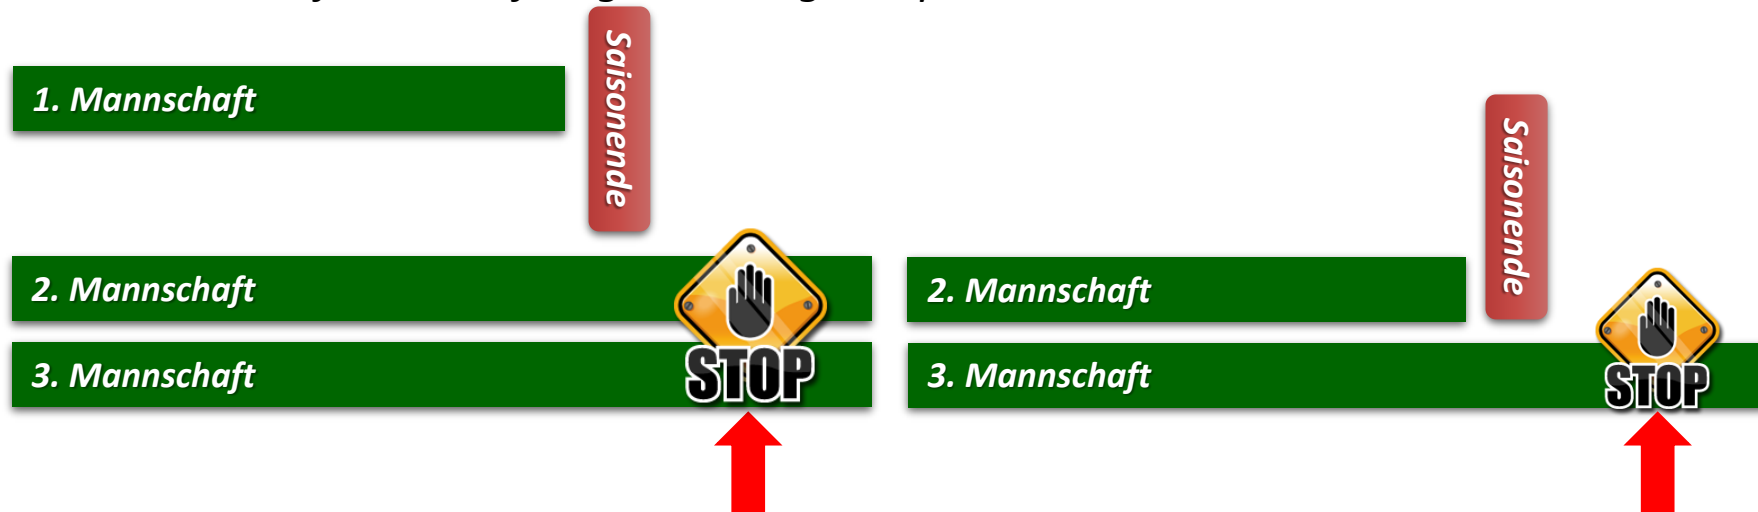 1. Mannschaft
Saisonende
2. Mannschaft
3. Mannschaft
STOP
Saisonende
2. Mannschaft
3. Mannschaft
STOP